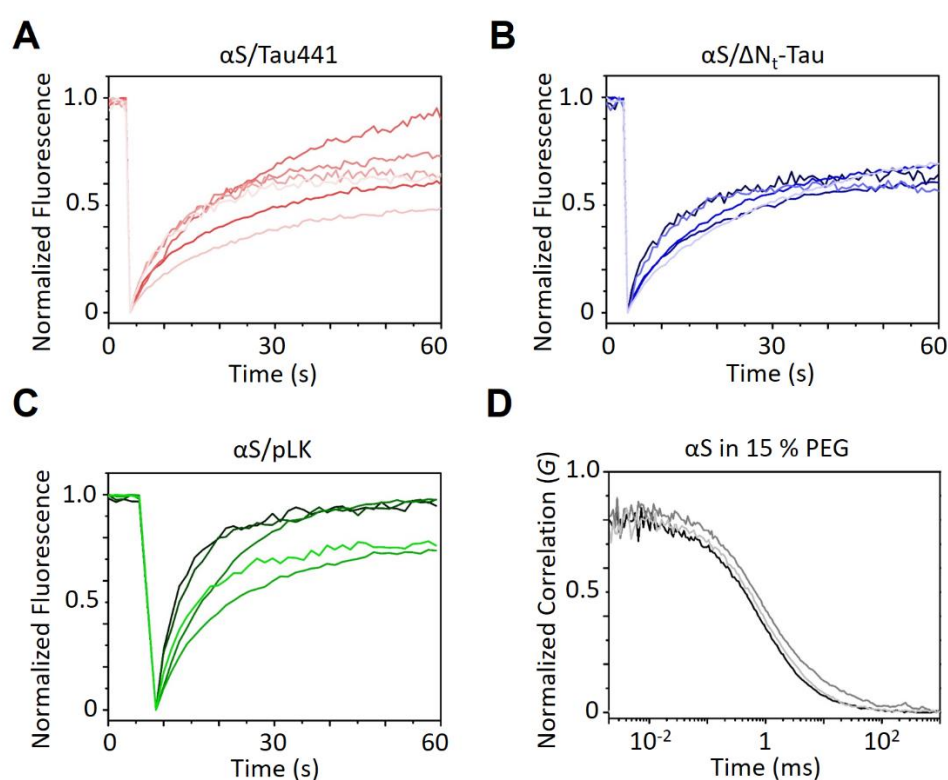 A
αS/Tau441
Normalized Fluorescence
1.0
0.5
0
0
30
60
Time (s)
B
αS/ΔNₜ-Tau
Normalized Fluorescence
1.0
0.5
0
0
30
60
Time (s)
C
αS/pLK
Normalized Fluorescence
1.0
0.5
0
0
30
60
Time (s)
D
αS in 15 % PEG
Normalized Correlation (G)
1.0
0.5
0
10⁻²
1
10²
Time (ms)